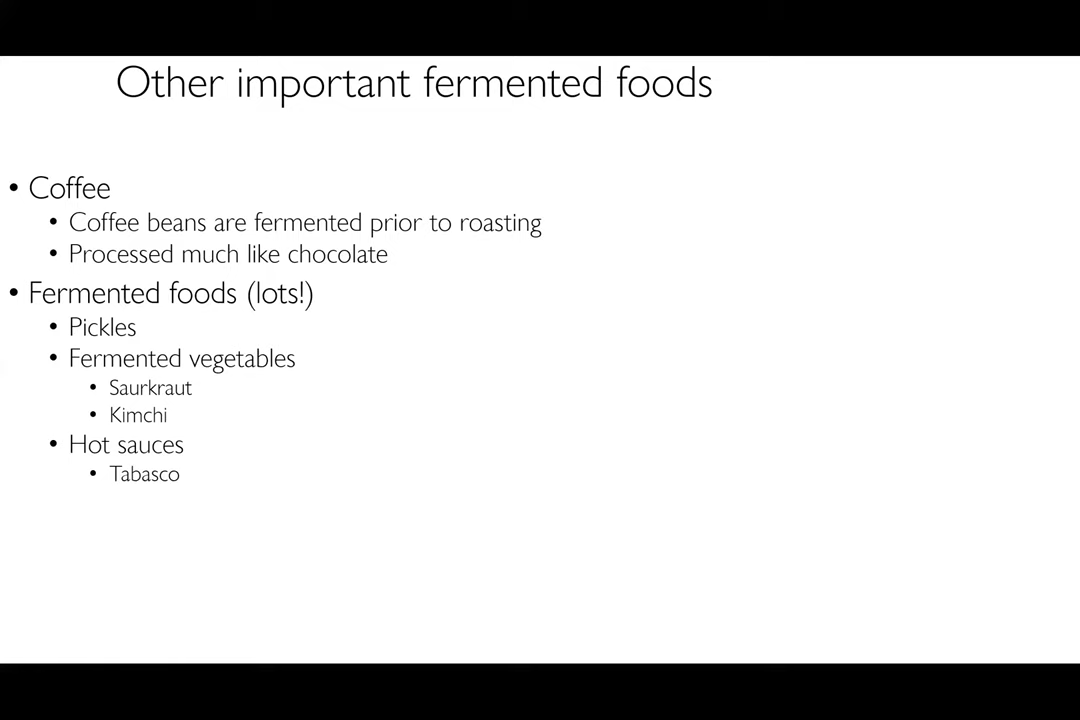 Other important fermented foods
• Coffee
• Coffee beans are fermented prior to roasting
• Processed much like chocolate
• Fermented foods (lots!)
• Pickles
• Fermented vegetables
• Saurkraut
• Kimchi
• Hot sauces
• Tabasco